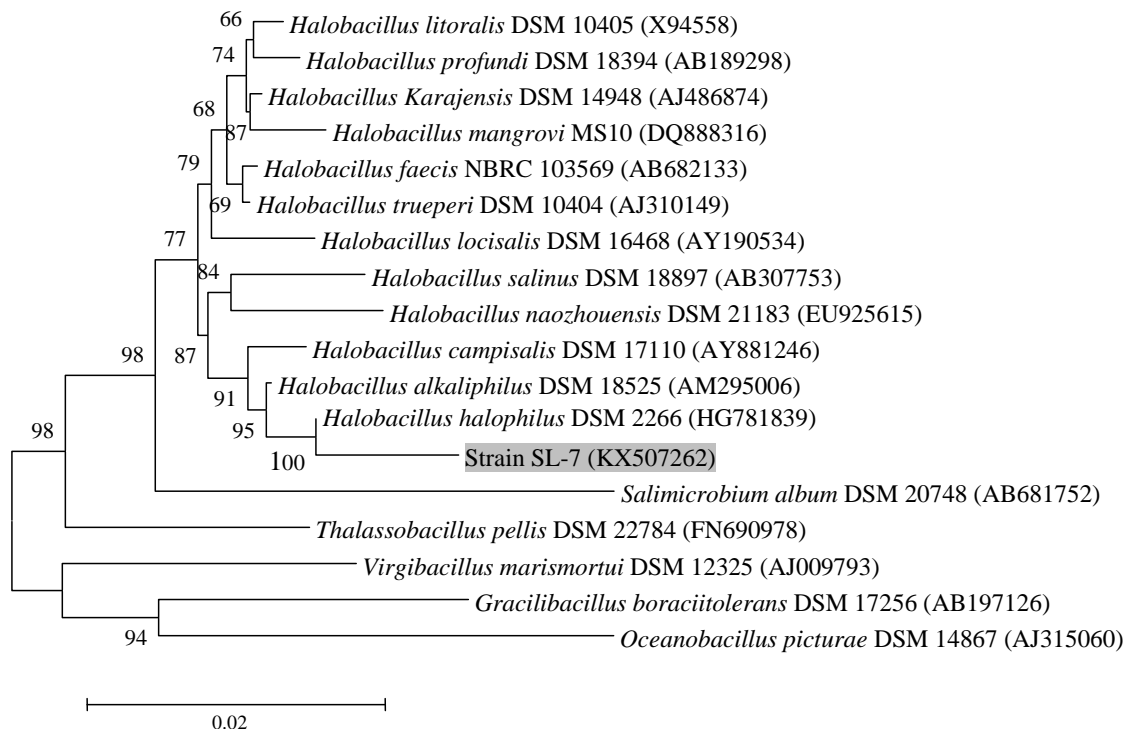 66
Halobacillus litoralis DSM 10405 (X94558)
74
Halobacillus profundi DSM 18394 (AB189298)
Halobacillus Karajensis DSM 14948 (AJ486874)
68
87
Halobacillus mangrovi MS10 (DQ888316)
79
Halobacillus faecis NBRC 103569 (AB682133)
69
Halobacillus trueperi DSM 10404 (AJ310149)
77
Halobacillus locisalis DSM 16468 (AY190534)
84
Halobacillus salinus DSM 18897 (AB307753)
Halobacillus naozhouensis DSM 21183 (EU925615)
98
87
Halobacillus campisalis DSM 17110 (AY881246)
91
Halobacillus alkaliphilus DSM 18525 (AM295006)
98
95
Halobacillus halophilus DSM 2266 (HG781839)
100
Strain SL-7 (KX507262)
Salimicrobium album DSM 20748 (AB681752)
Thalassobacillus pellis DSM 22784 (FN690978)
Virgibacillus marismortui DSM 12325 (AJ009793)
Gracilibacillus boraciitolerans DSM 17256 (AB197126)
94
Oceanobacillus picturae DSM 14867 (AJ315060)
0.02